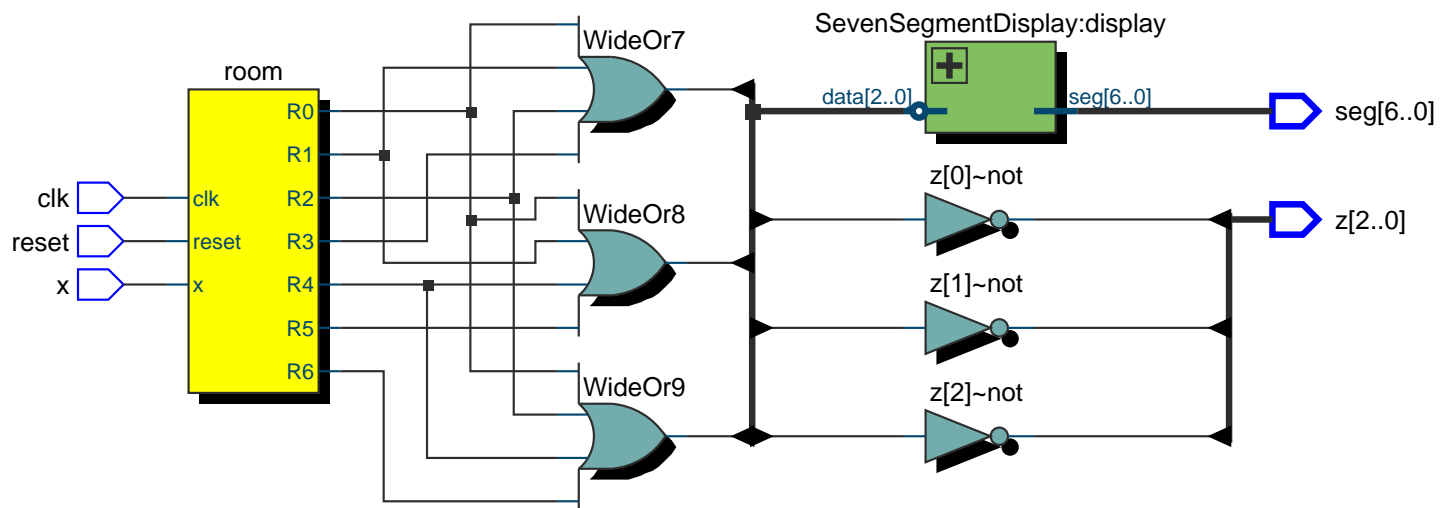 SevenSegmentDisplay:display
WideOr7
room
data[2..0]
seg[6..0]
seg[6..0]
R0
R1
z[0]~not
clk
clk
R2
WideOr8
z[2..0]
reset
reset
R3
x
x
R4
z[1]~not
R5
R6
WideOr9
z[2]~not